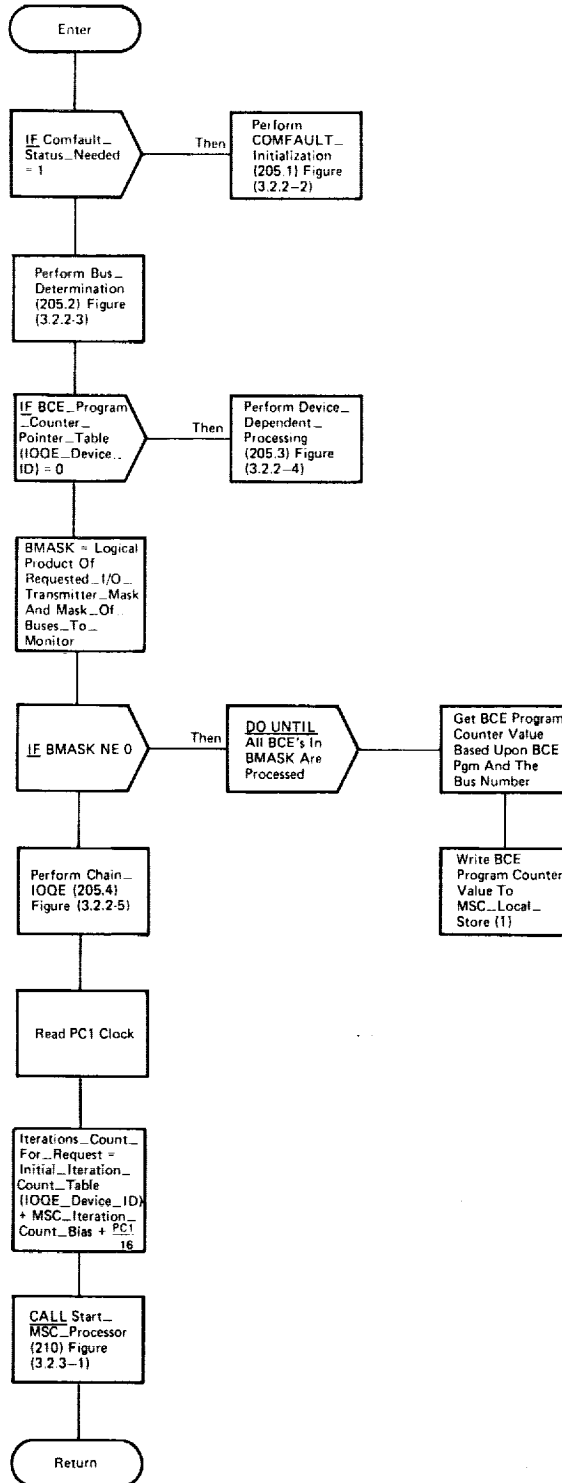 Enter
IF Comfault_
Status_Needed
= 1
Then
Perform
COMFAULT_
Initialization
(205.1) Figure
(3.2.2-2)
Perform Bus_
Determination
(205.2) Figure
(3.2.2-3)
IF BCE_Program
_Counter_
Pointer_Table
(IOQE_Device_
ID) = 0
Then
Perform Device_
Dependent_
Processing
(205.3) Figure
(3.2.2-4)
BMASK = Logical
Product Of
Requested_I/O_
Transmitter_Mask
And Mask_Of_
Buses_To_
Monitor
IF BMASK NE 0
Then
DO UNTIL
All BCE's In
BMASK Are
Processed
Get BCE Program
Counter Value
Based Upon BCE
Pgm And The
Bus Number
Write BCE
Program Counter
Value To
MSC_Local_
Store (1)
Perform Chain_
IOQE (205.4)
Figure (3.2.2-5)
Read PC1 Clock
Iterations_Count_
For_Request =
Initial_Iteration_
Count_Table
(IOQE_Device_ID)
+ MSC_Iteration_
Count_Bias + PC1
16
CALL Start_
MSC_Processor
(210) Figure
(3.2.3-1)
Return